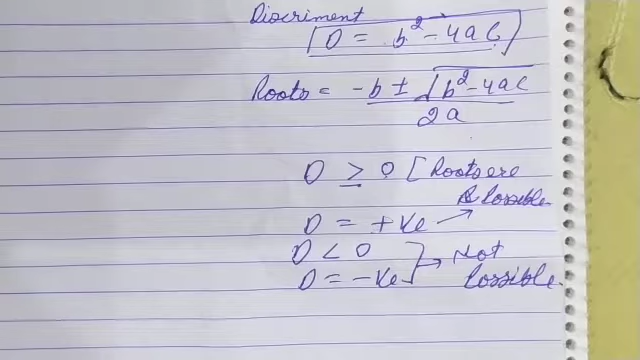 Discriment
D = b² - 4ac
Roots = -b ± √b² - 4ac
2a
D ≥ 0 [ Roots are
Possible
D = +Ve →
D < 0
D = -Ve } → Not
Possible